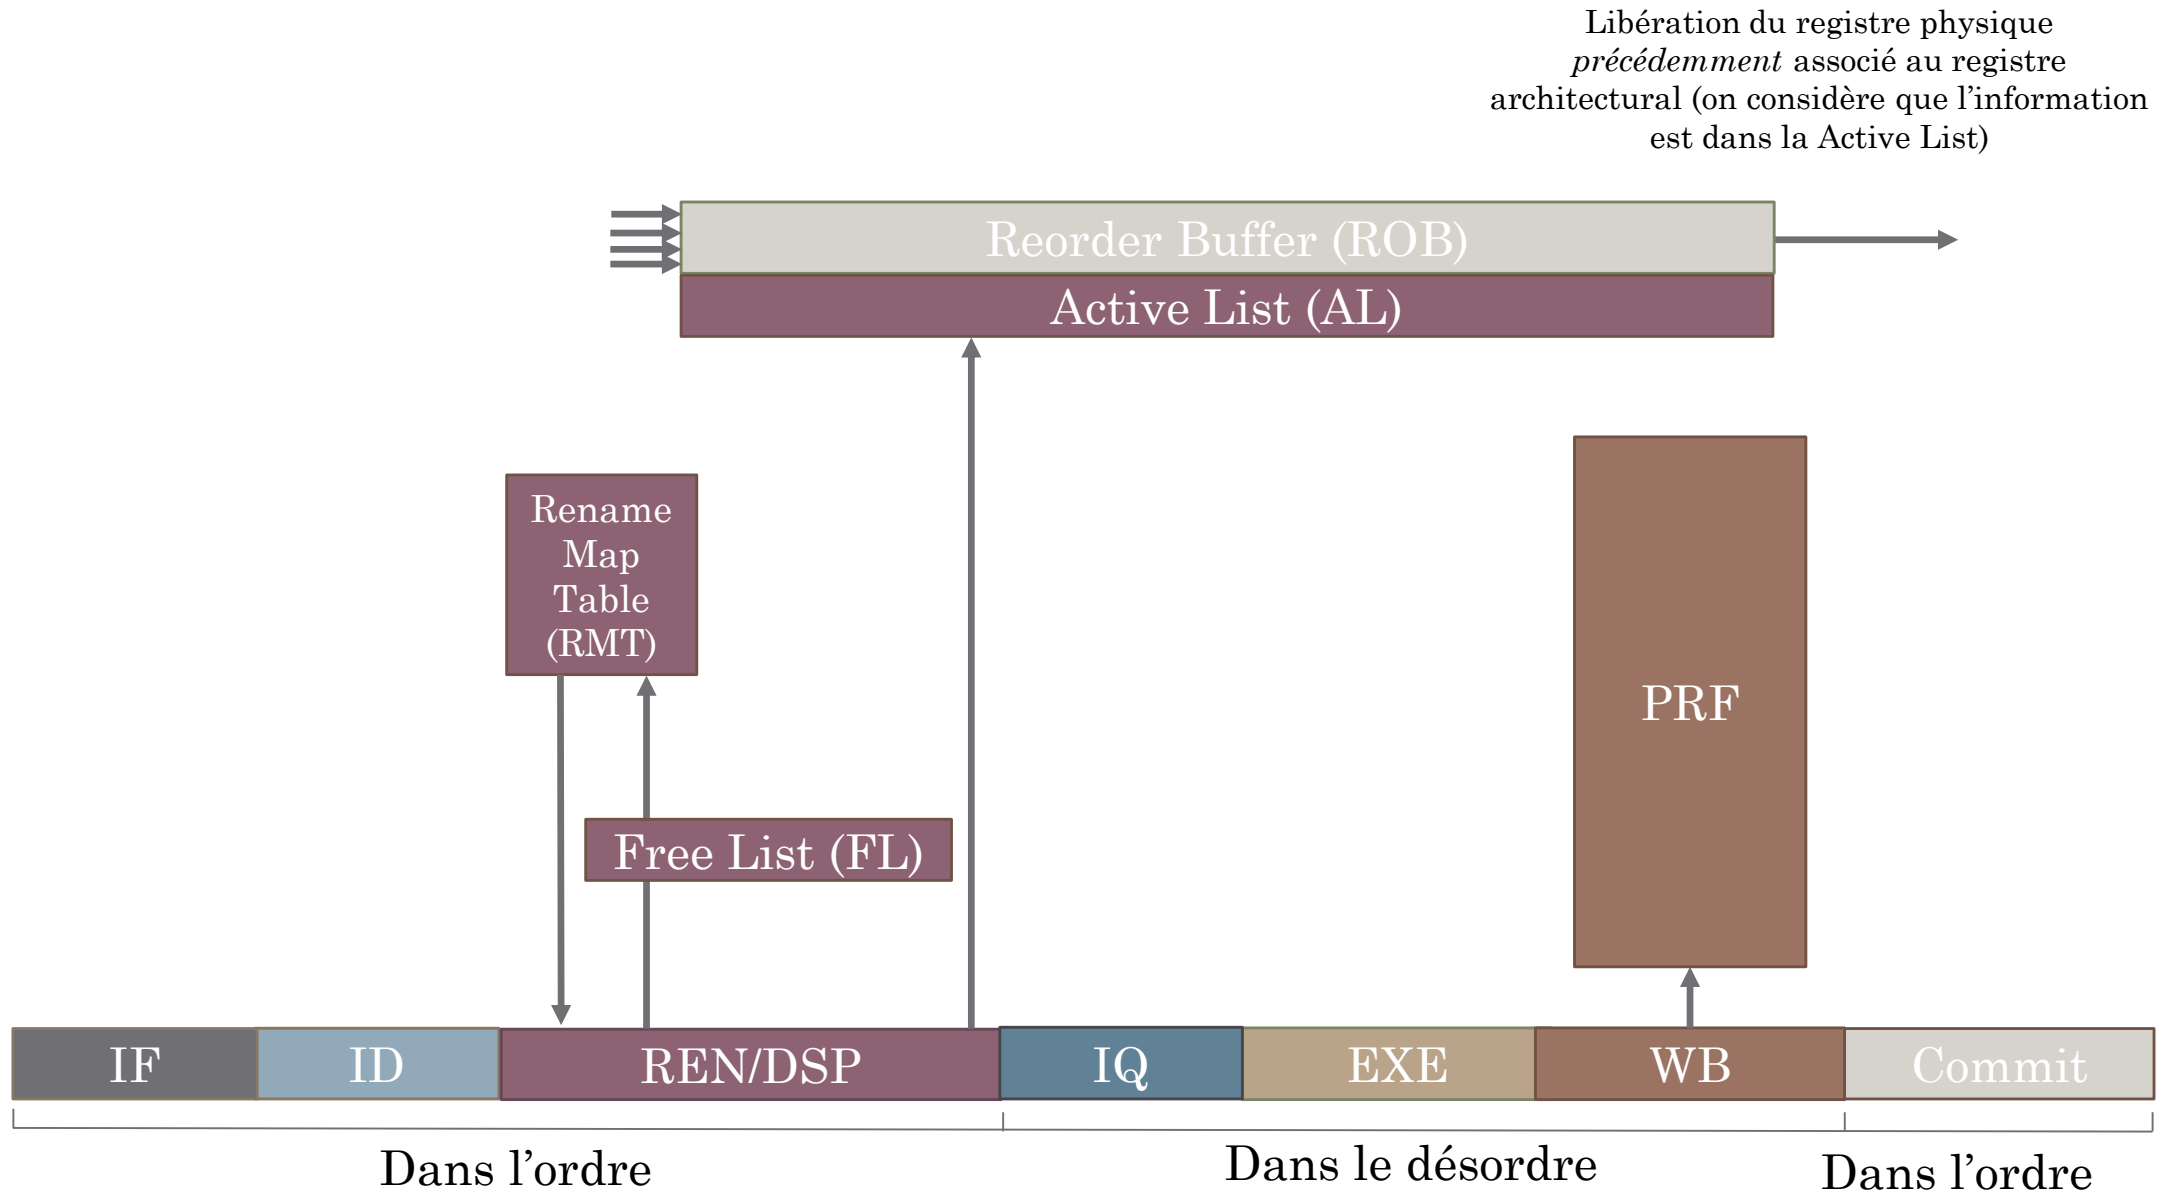 Libération du registre physique
précédemment associé au registre
architectural (on considère que l'information
est dans la Active List)
Reorder Buffer (ROB)
Active List (AL)
Rename
Map
Table
(RMT)
PRF
Free List (FL)
IF
ID
REN/DSP
IQ
EXE
WB
Commit
Dans l'ordre
Dans le désordre
Dans l'ordre